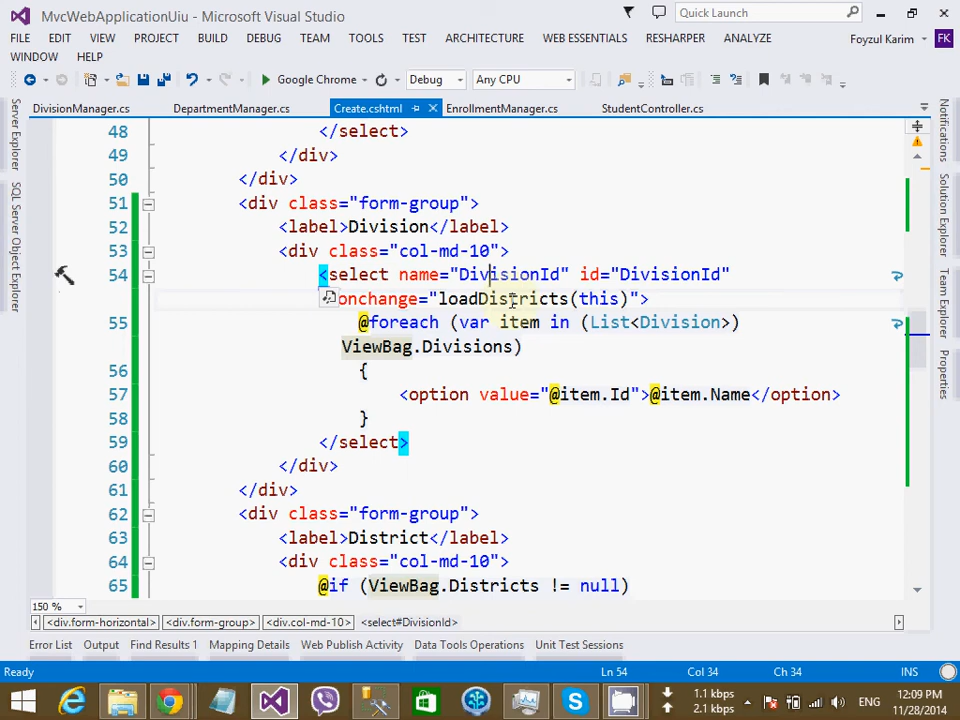 MvcWebApplicationUiu - Microsoft Visual Studio
Quick Launch
FILE EDIT VIEW PROJECT BUILD DEBUG TEAM TOOLS TEST ARCHITECTURE WEB ESSENTIALS RESHARPER ANALYZE
Foyzul Karim FK
WINDOW HELP
Google Chrome Debug Any CPU
DivisionManager.cs DepartmentManager.cs Create.cshtml EnrollmentManager.cs StudentController.cs
48 </select>
49 </div>
50 </div>
51 <div class="form-group">
52 <label>Division</label>
53 <div class="col-md-10">
54 <select name="DivisionId" id="DivisionId"
onchange="loadDistricts(this)">
55 @foreach (var item in (List<Division>)
ViewBag.Divisions)
56 {
57 <option value="@item.Id">@item.Name</option>
58 }
59 </select>
60 </div>
61 </div>
62 <div class="form-group">
63 <label>District</label>
64 <div class="col-md-10">
65 @if (ViewBag.Districts != null)
Server Explorer
SQL Server Object Explorer
Notifications
Solution Explorer
Team Explorer
Properties
150 %
<div.form-horizontal> <div.form-group> <div.col-md-10> <select#DivisionId>
Error List Output Find Results 1 Mapping Details Web Publish Activity Unit Test Sessions
Ready Ln 54 Col 34 Ch 34 INS
1.1 kbps
2.1 kbps
ENG
12:09 PM
11/28/2014